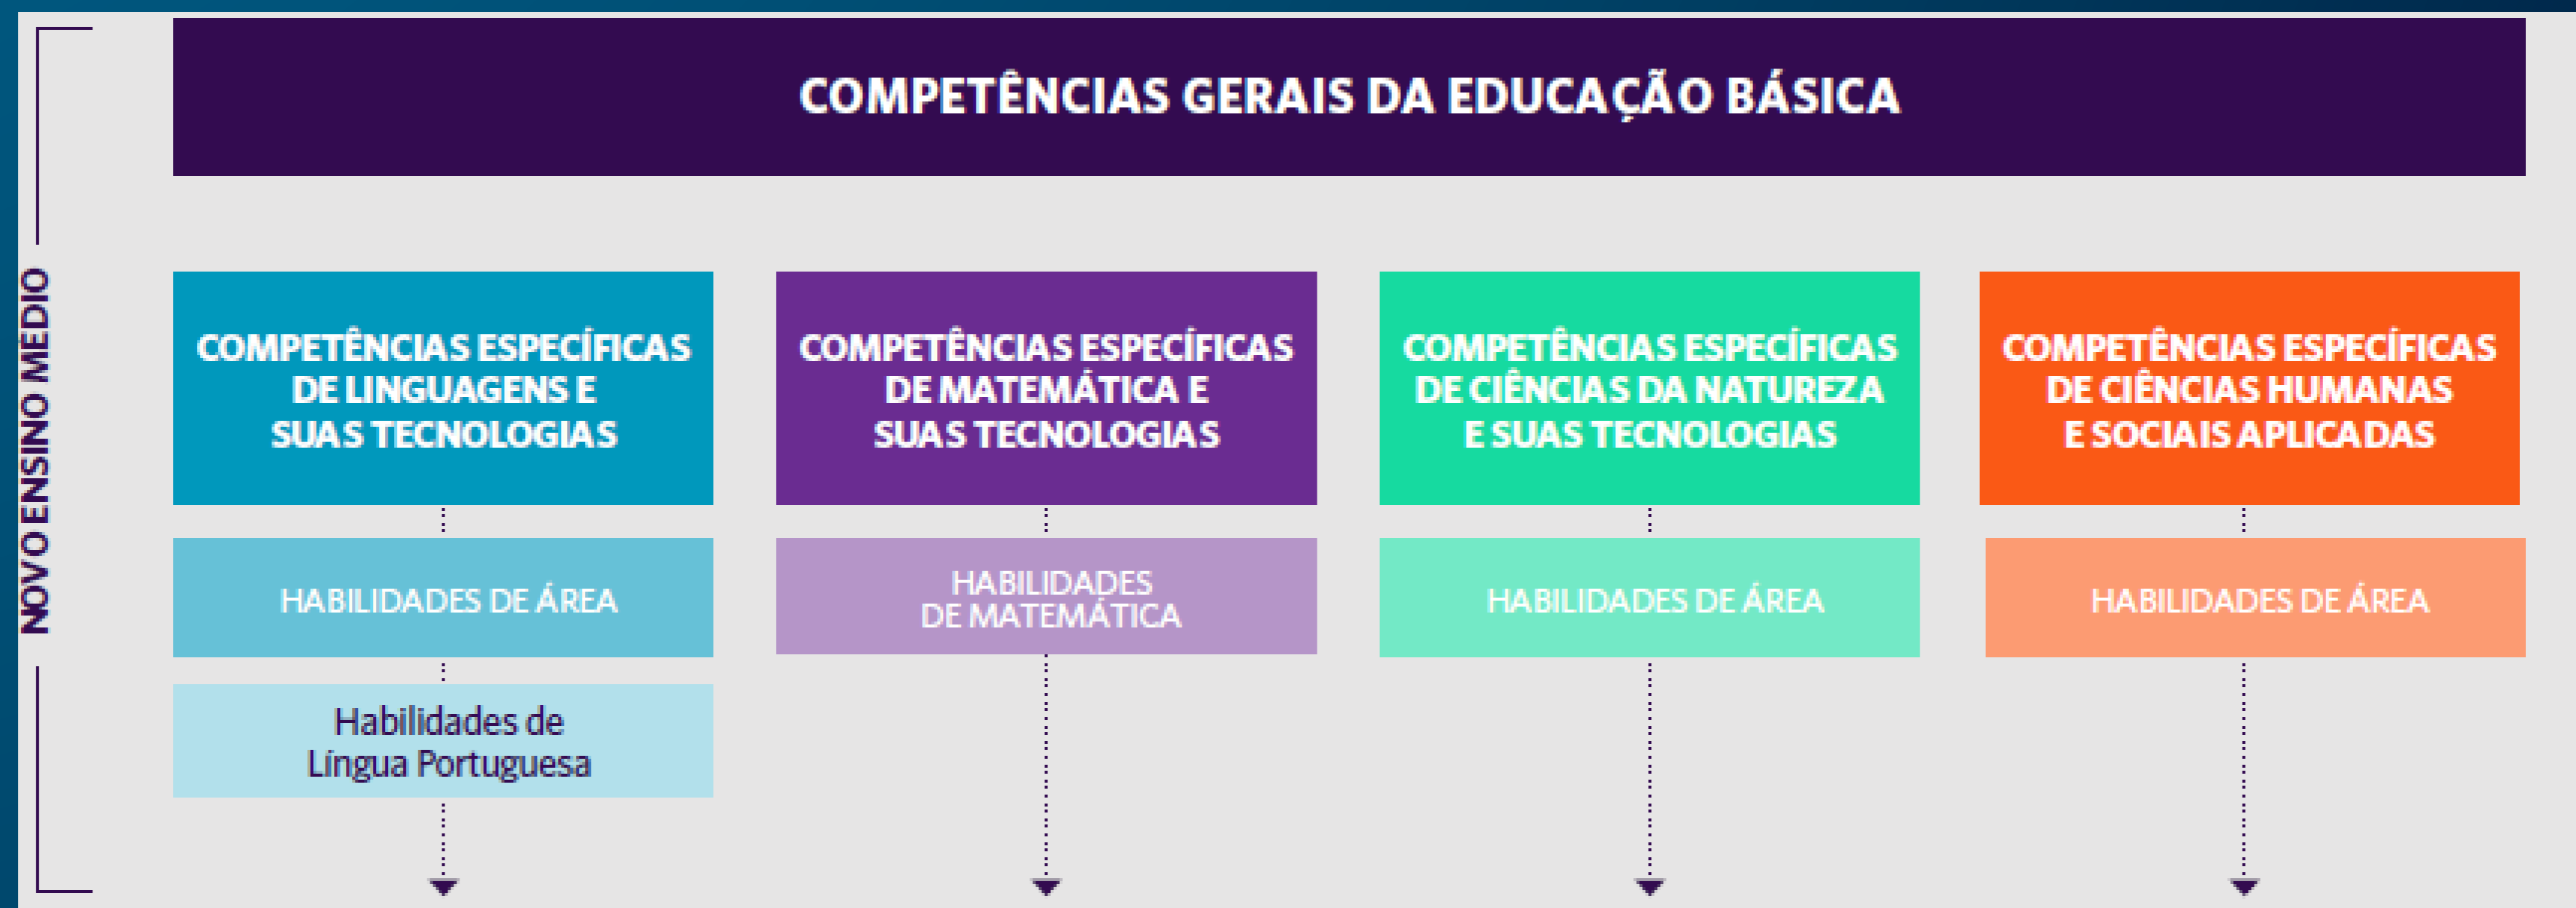 COMPETÊNCIAS GERAIS DA EDUCAÇÃO BÁSICA
NOVO ENSINO MÉDIO
COMPETÊNCIAS ESPECÍFICAS
DE LINGUAGENS E
SUAS TECNOLOGIAS
HABILIDADES DE ÁREA
Habilidades de
Língua Portuguesa
COMPETÊNCIAS ESPECÍFICAS
DE MATEMÁTICA E
SUAS TECNOLOGIAS
HABILIDADES
DE MATEMÁTICA
COMPETÊNCIAS ESPECÍFICAS
DE CIÊNCIAS DA NATUREZA
E SUAS TECNOLOGIAS
HABILIDADES DE ÁREA
COMPETÊNCIAS ESPECÍFICAS
DE CIÊNCIAS HUMANAS
E SOCIAIS APLICADAS
HABILIDADES DE ÁREA